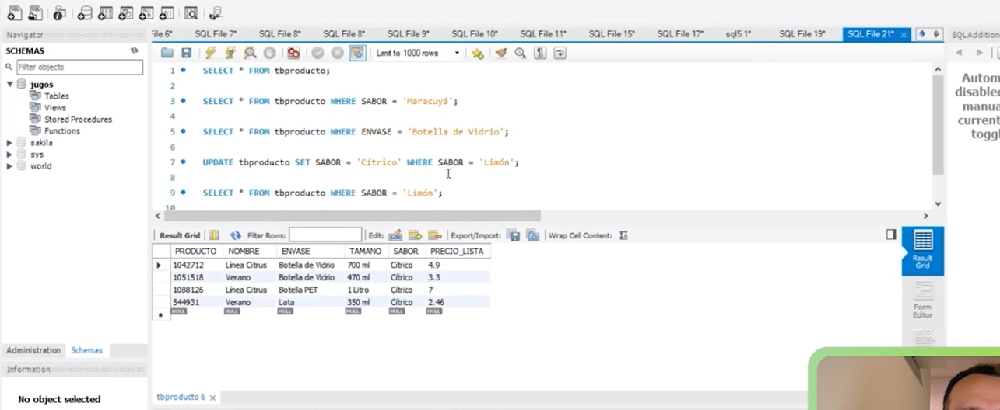 File 6*
SQL File 7*
SQL File 8*
SQL File 8*
SQL File 9*
SQL File 10*
SQL File 11*
SQL File 15*
SQL File 17*
sql5.1*
SQL File 19*
SQL File 21*
SQLAddition
Navigator
SCHEMAS
Filter objects
jugos
Tables
Views
Stored Procedures
Functions
sakila
sys
world
Limit to 1000 rows
1 SELECT * FROM tbproducto;
2
3 SELECT * FROM tbproducto WHERE SABOR = 'Maracuyá';
4
5 SELECT * FROM tbproducto WHERE ENVASE = 'Botella de Vidrio';
6
7 UPDATE tbproducto SET SABOR = 'Cítrico' WHERE SABOR = 'Limón';
8
9 SELECT * FROM tbproducto WHERE SABOR = 'Limón';
10
Autom
disabled
manua
current
toggl
Result Grid Filter Rows: Edit: Export/Import: Wrap Cell Content:
PRODUCTO NOMBRE ENVASE TAMANO SABOR PRECIO_LISTA
1042712 Línea Citrus Botella de Vidrio 700 ml Cítrico 4.9
1051518 Verano Botella de Vidrio 470 ml Cítrico 3.3
1088126 Línea Citrus Botella PET 1 Litro Cítrico 7
544931 Verano Lata 350 ml Cítrico 2.46
NULL NULL NULL NULL NULL NULL
Result
Grid
Form
Editor
Administration Schemas
Information
No object selected
tbproducto 6